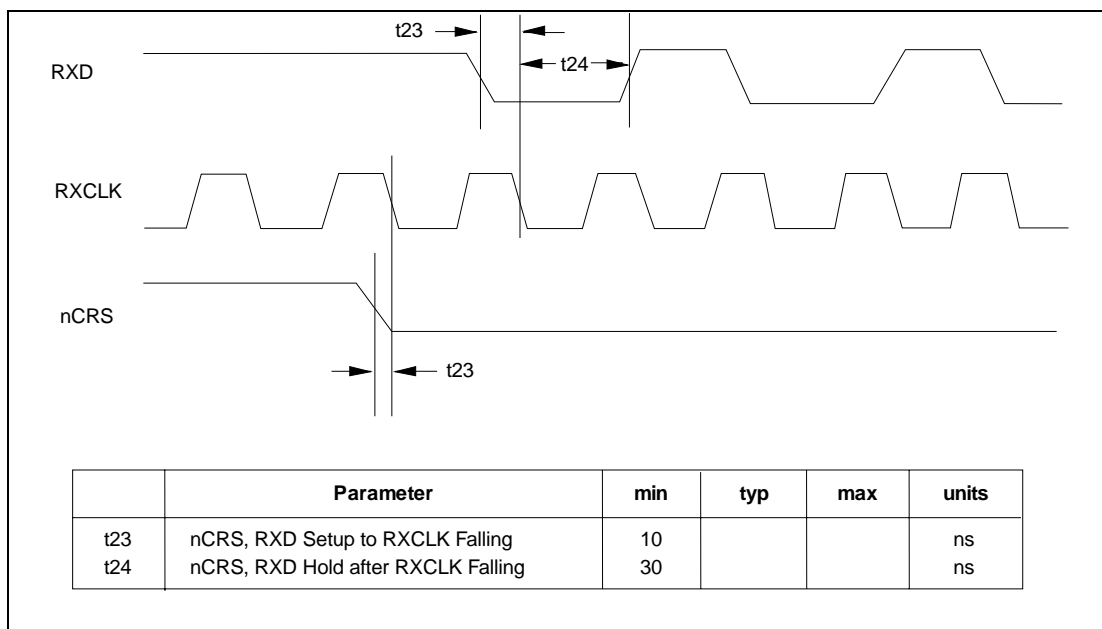 t23
t24
RXD
RXCLK
nCRS
t23
Parameter min typ max units
t23 nCRS, RXD Setup to RXCLK Falling 10 ns
t24 nCRS, RXD Hold after RXCLK Falling 30 ns